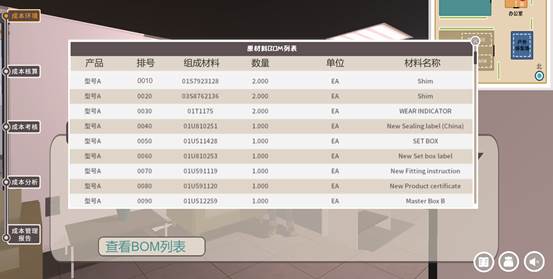 成本环境
成本核算
成本考核
成本分析
成本管理
报告
办公室
北
原材料BOM列表
产品 排号 组成材料 数量 单位 材料名称
型号A 0010 01S7923128 2.000 EA Shim
型号A 0020 03S8762136 2.000 EA Shim
型号A 0030 01T1175 2.000 EA WEAR INDICATOR
型号A 0040 01U810251 1.000 EA New Sealing label (China)
型号A 0050 01U511428 1.000 EA SET BOX
型号A 0060 01U810253 1.000 EA New Set box label
型号A 0070 01U591119 1.000 EA New Fitting instruction
型号A 0080 01U591120 1.000 EA New Product certificate
型号A 0090 01U512259 1.000 EA Master Box B
查看BOM列表